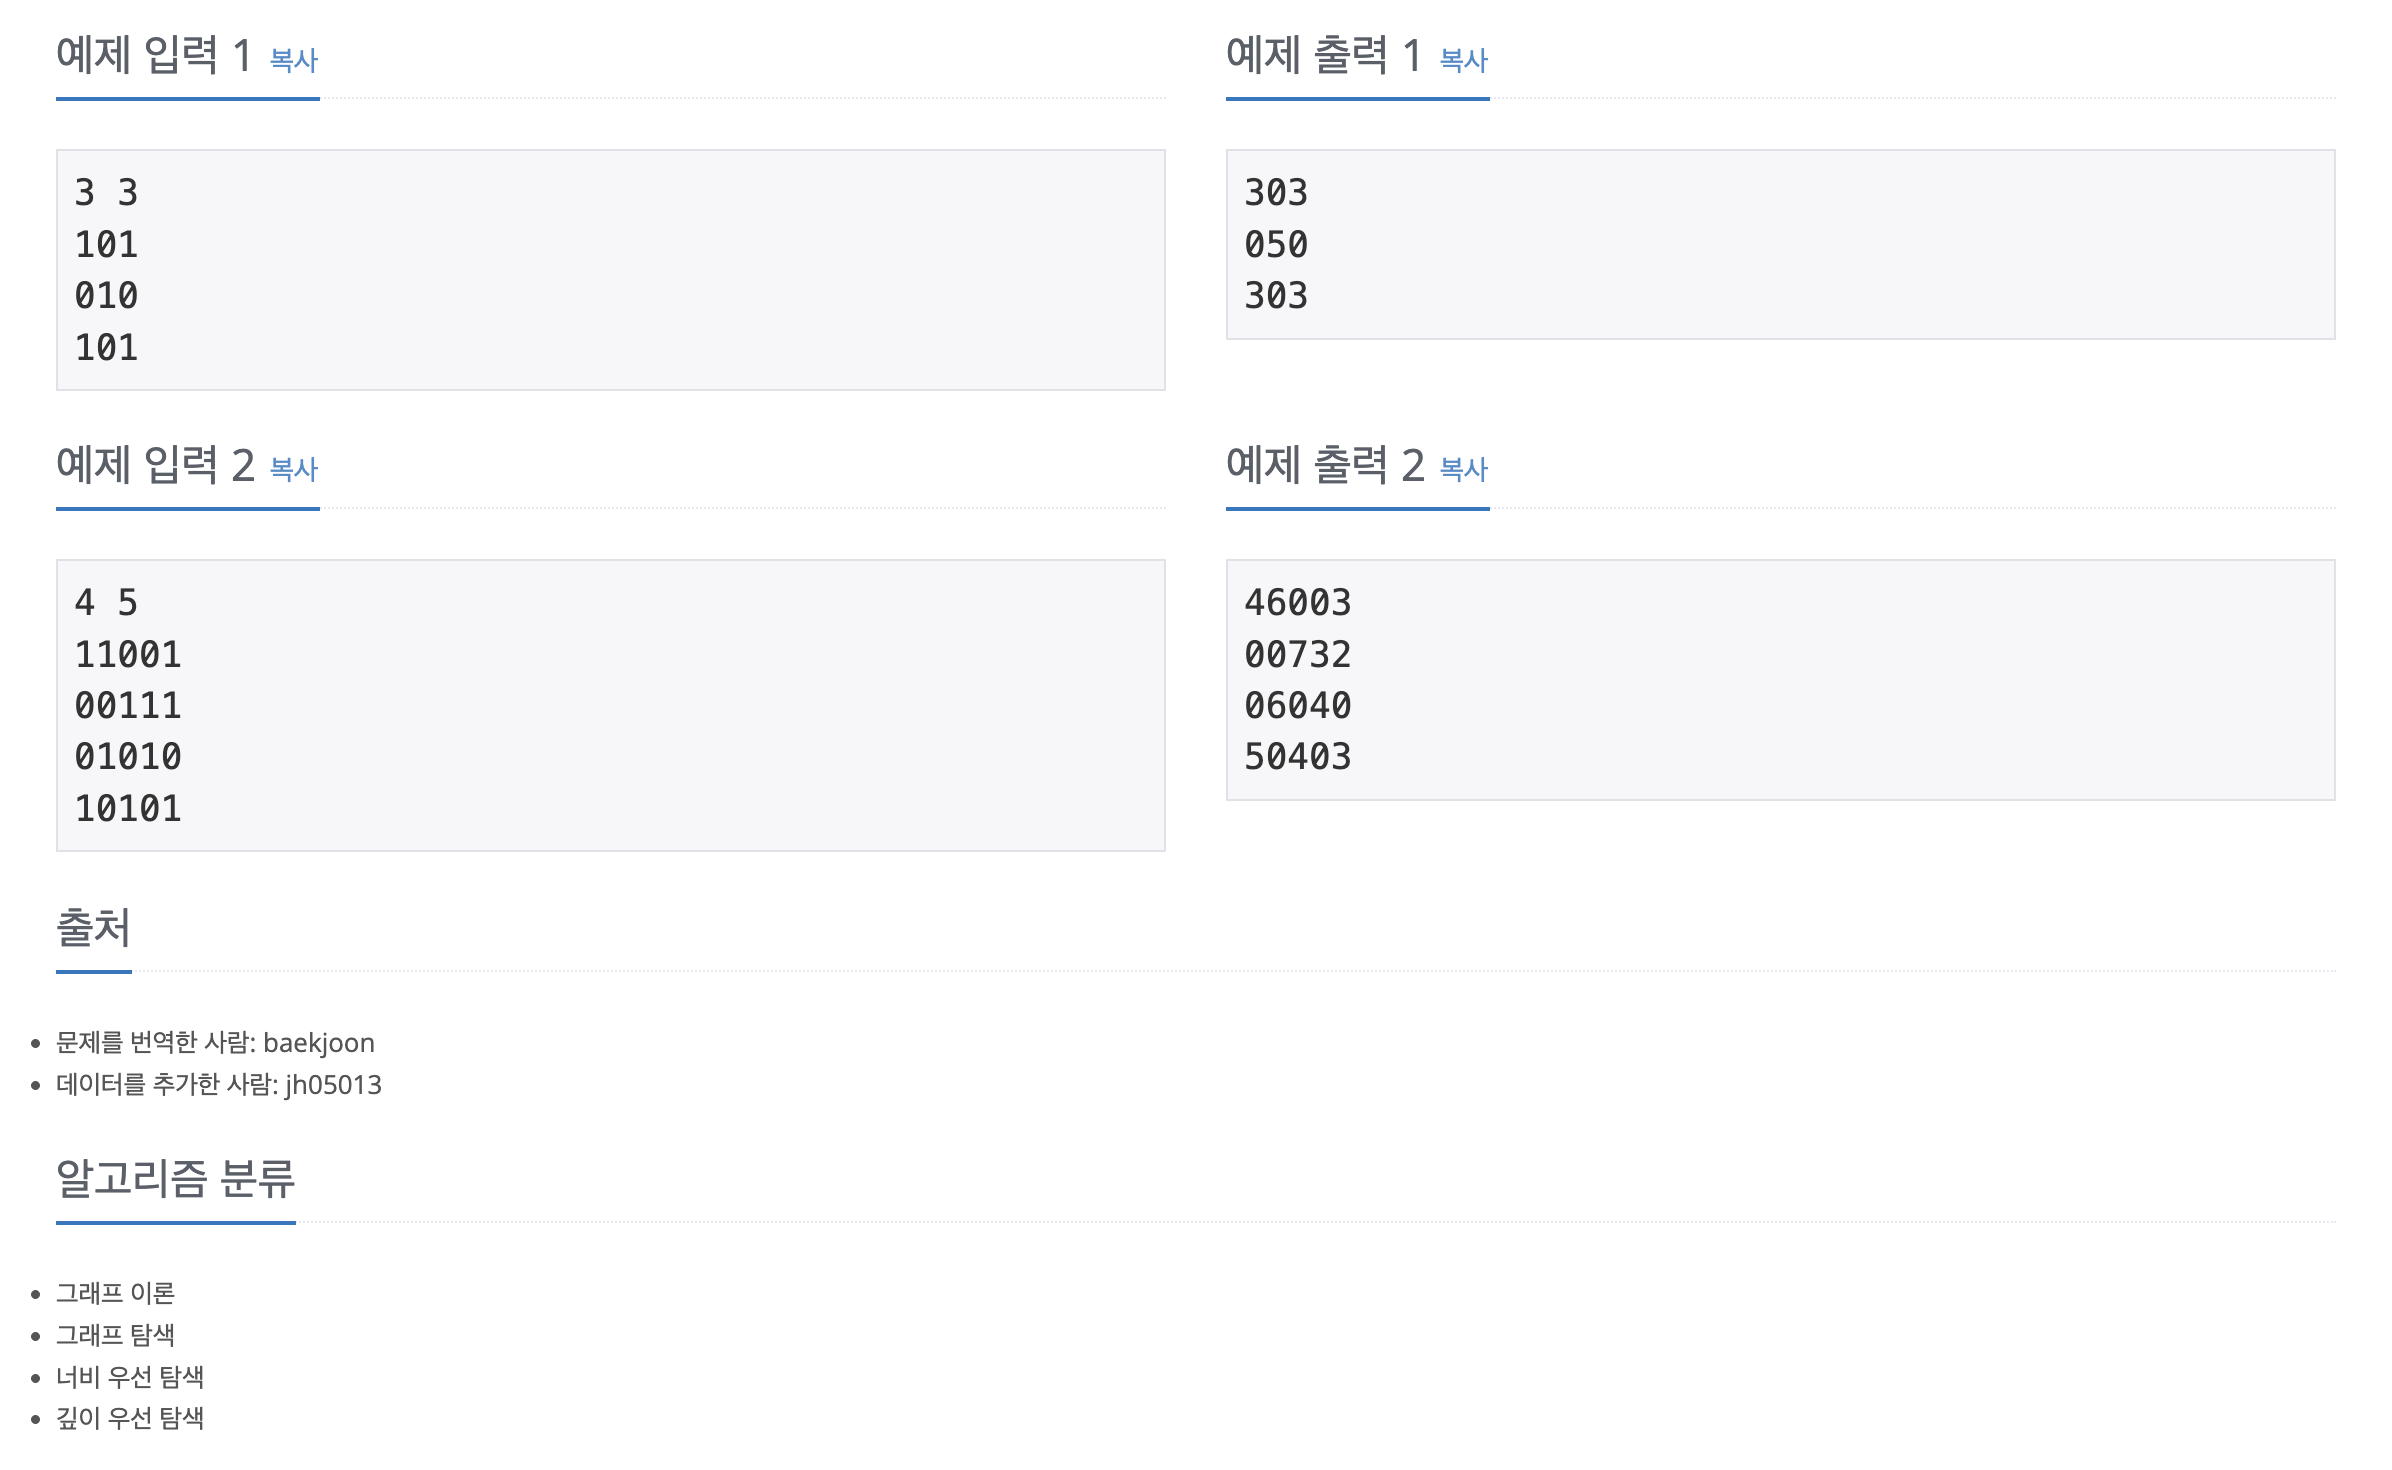 예제 입력 1 복사
3 3
101
010
101
예제 출력 1 복사
303
050
303
예제 입력 2 복사
4 5
11001
00111
01010
10101
예제 출력 2 복사
46003
00732
06040
50403
출처
문제를 번역한 사람: baekjoon
데이터를 추가한 사람: jh05013
알고리즘 분류
그래프 이론
그래프 탐색
너비 우선 탐색
깊이 우선 탐색